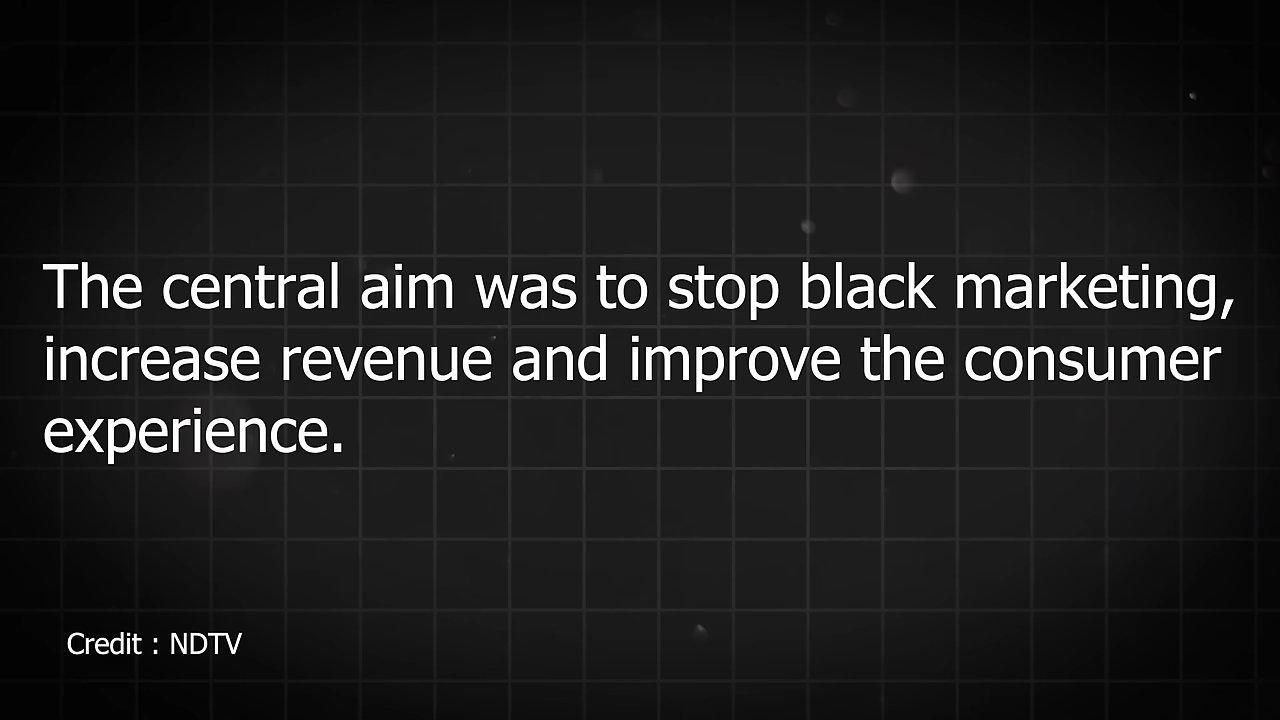 The central aim was to stop black marketing,
increase revenue and improve the consumer
experience.
Credit : NDTV